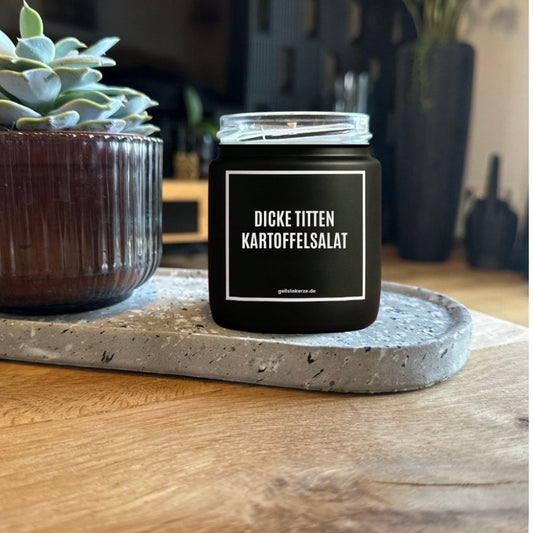 DICKE TITTEN
KARTOFFELSALAT
geilstekerze.de